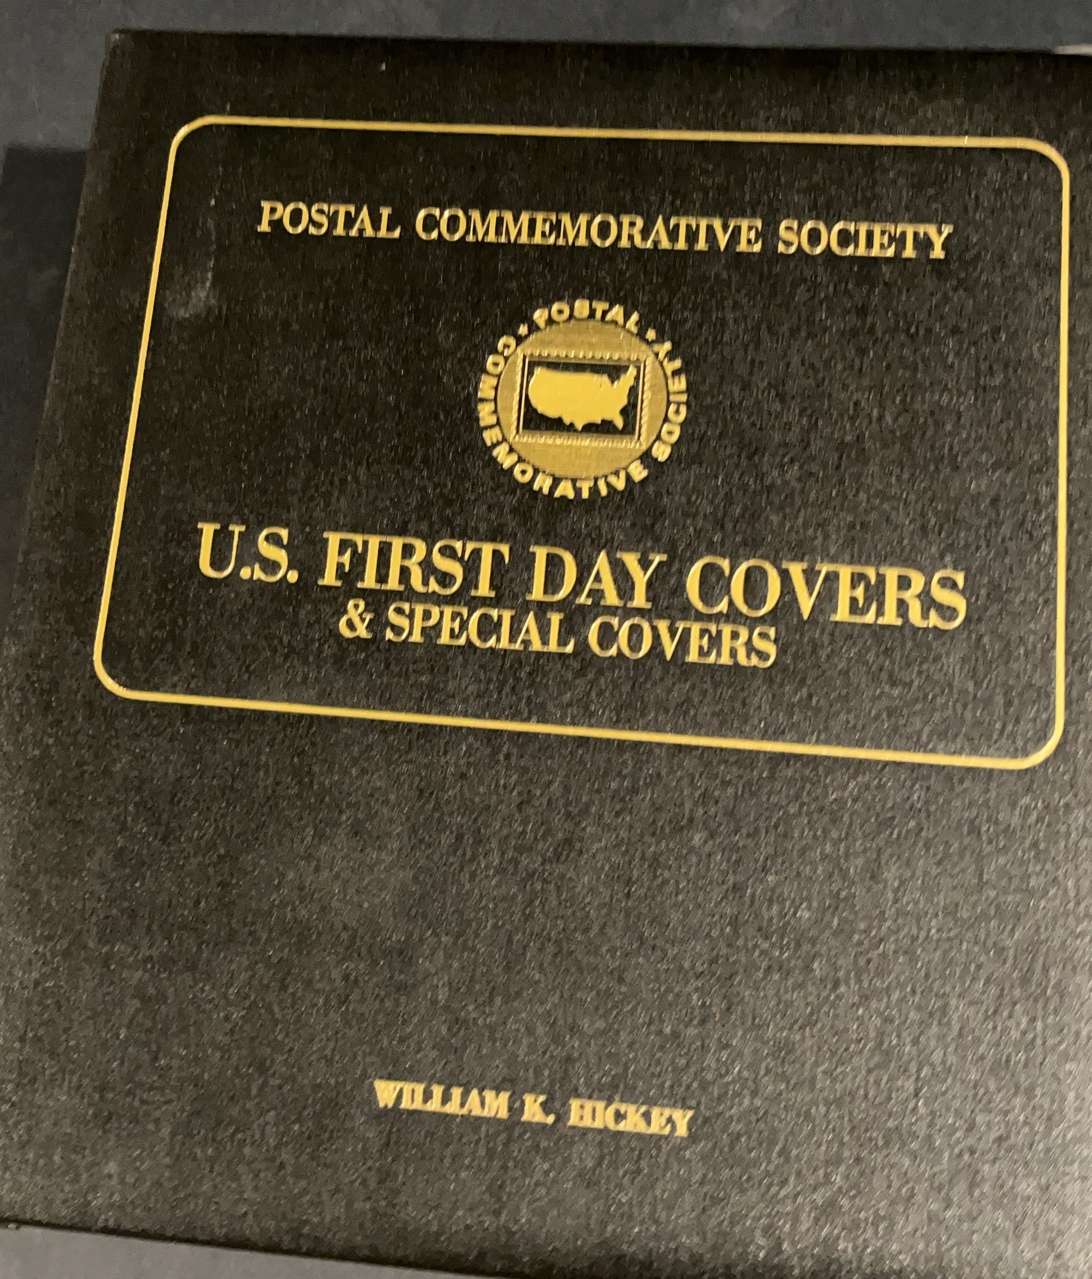 POSTAL COMMEMORATIVE SOCIETY
POSTAL
COMMEMORATIVE SOCIETY
U.S. FIRST DAY COVERS
& SPECIAL COVERS
WILLIAM K. HICKEY